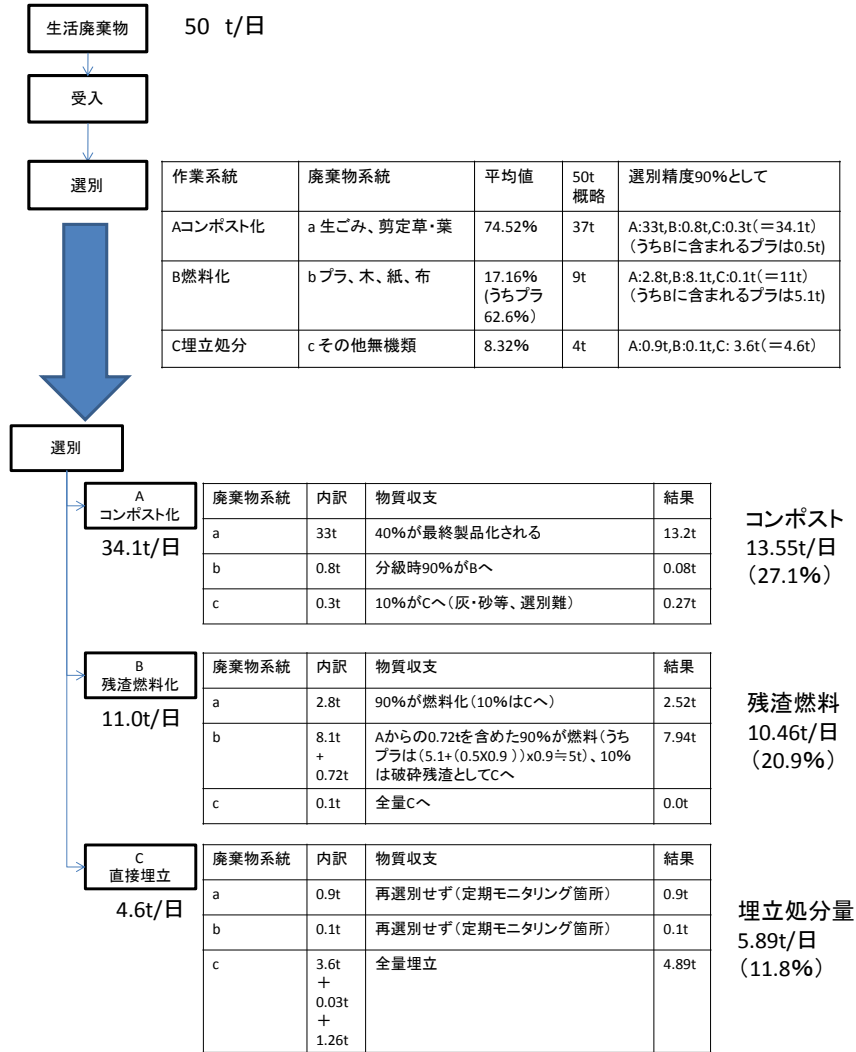 生活廃棄物
50 t/日
受入
選別
作業系統 廃棄物系統 平均値 50t 選別精度90%として
概略
Aコンポスト化 a 生ごみ、剪定草・葉 74.52% 37t A:33t,B:0.8t,C:0.3t(=34.1t)
(うちBに含まれるプラは0.5t)
B燃料化 b プラ、木、紙、布 17.16% 9t A:2.8t,B:8.1t,C:0.1t(=11t)
(うちプラ (うちBに含まれるプラは5.1t)
62.6%)
C埋立処分 c その他無機類 8.32% 4t A:0.9t,B:0.1t,C: 3.6t(=4.6t)
選別
A
コンポスト化
34.1t/日
廃棄物系統 内訳 物質収支 結果
a 33t 40%が最終製品化される 13.2t
b 0.8t 分級時90%がBへ 0.08t
c 0.3t 10%がCへ(灰・砂等、選別難) 0.27t
コンポスト
13.55t/日
(27.1%)
B
残渣燃料化
11.0t/日
廃棄物系統 内訳 物質収支 結果
a 2.8t 90%が燃料化(10%はCへ) 2.52t
b 8.1t Aからの0.72tを含めた90%が燃料(うち 7.94t
+ プラは(5.1+(0.5X0.9 ))x0.9≒5t)、10%
0.72t は破砕残渣としてCへ
c 0.1t 全量Cへ 0.0t
残渣燃料
10.46t/日
(20.9%)
C
直接埋立
4.6t/日
廃棄物系統 内訳 物質収支 結果
a 0.9t 再選別せず(定期モニタリング箇所) 0.9t
b 0.1t 再選別せず(定期モニタリング箇所) 0.1t
c 3.6t 全量埋立 4.89t
+
0.03t
+
1.26t
埋立処分量
5.89t/日
(11.8%)